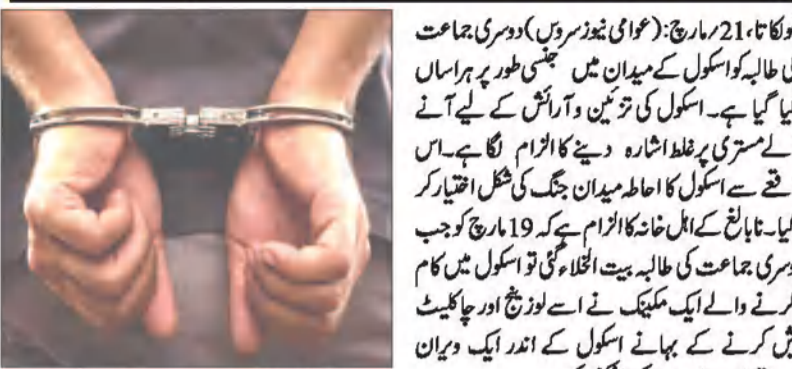 ولکاتا،21؍مارچ:(عوامی نیوز سروس)دوسری جماعت
کی طالبہ کو اسکول کے میدان میں جنسی طور پر ہراساں
کیا گیا ہے۔ اسکول کی تزئین و آرائش کے لیے آنے
الے مستری پر غلط اشارہ دینے کا الزام لگا ہے۔اس
قعے سے اسکول کا احاطہ میدان جنگ کی شکل اختیار کر
گیا۔ نابالغ کے اہل خانہ کا الزام ہے کہ 19 مارچ کو جب
وسری جماعت کی طالبہ بیت الخلاء گئی تو اسکول میں کام
کرنے والے ایک مکینک نے اسے لوزینج اور چاکلیٹ
یش کرنے کے بہانے اسکول کے اندر ایک ویران